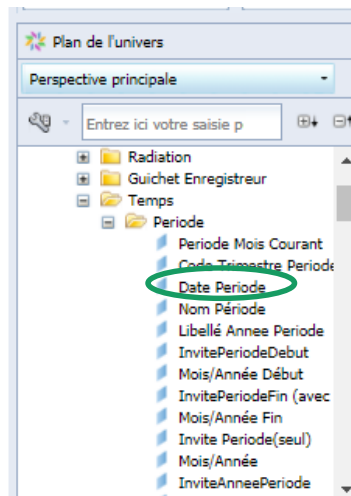 Plan de l'univers
Perspective principale
Entrez ici votre saisie p
Radiation
Guichet Enregistreur
Temps
Periode
Periode Mois Courant
Code Trimestre Periode
Date Periode
Nom Période
Libellé Annee Periode
InvitePeriodeDebut
Mois/Année Début
InvitePeriodeFin (avec
Mois/Année Fin
Invite Periode(seul)
Mois/Année
InviteAnneePeriode